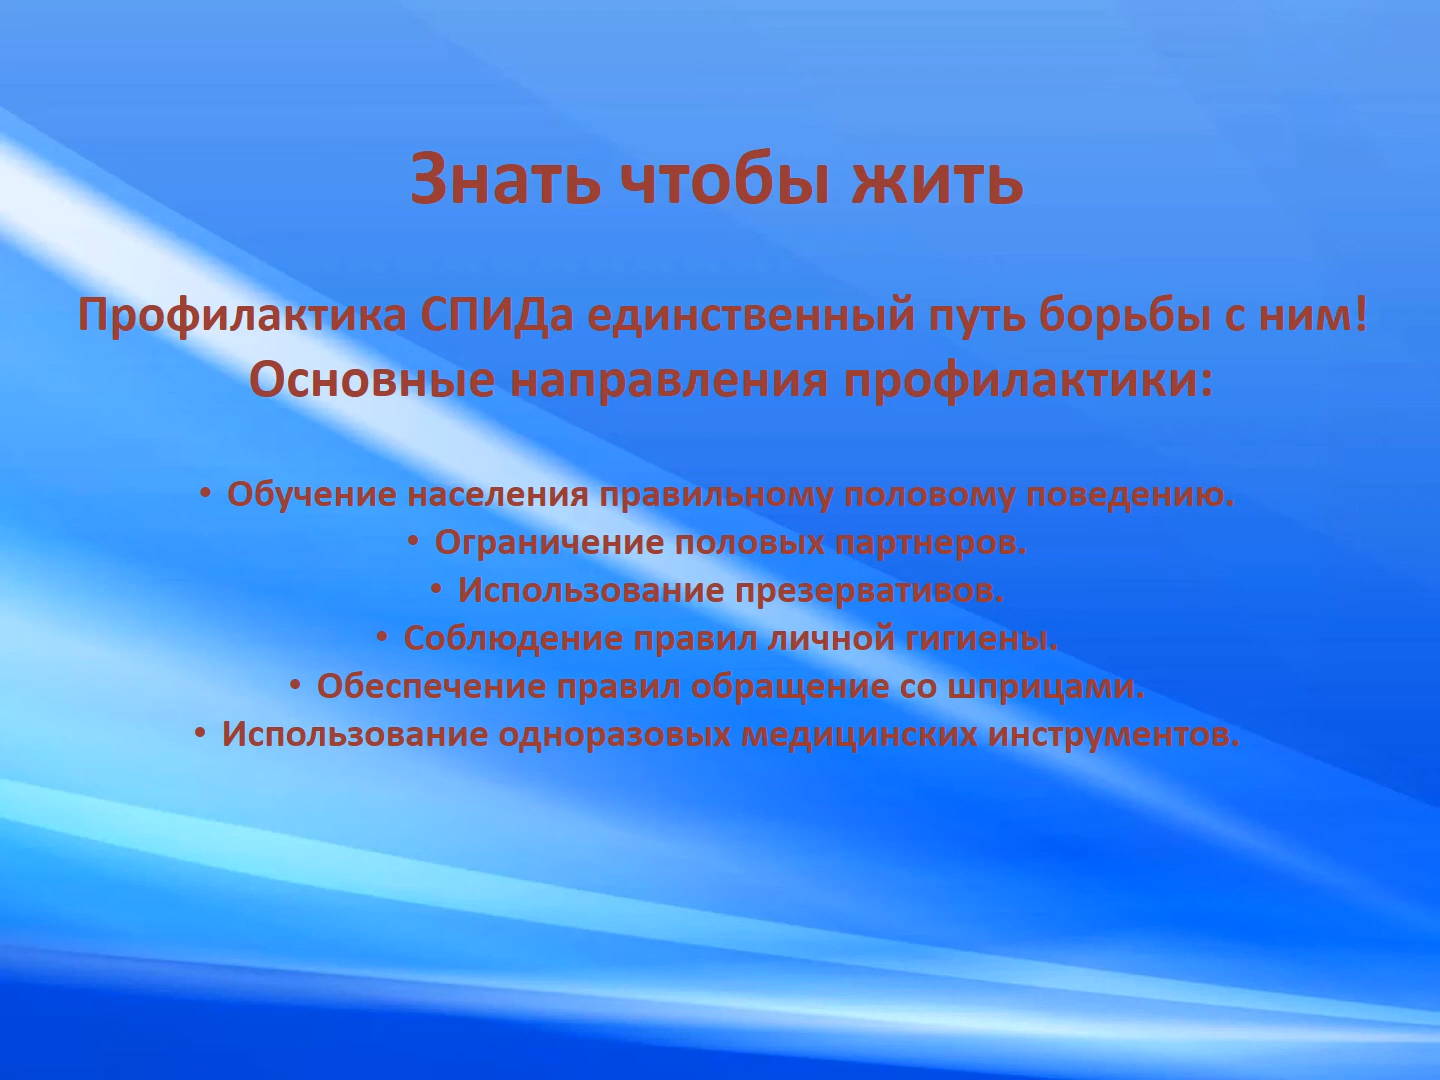 Знать чтобы жить
Профилактика СПИДа единственный путь борьбы с ним!
Основные направления профилактики:
• Обучение населения правильному половому поведению.
• Ограничение половых партнеров.
• Использование презервативов.
• Соблюдение правил личной гигиены.
• Обеспечение правил обращение со шприцами.
• Использование одноразовых медицинских инструментов.